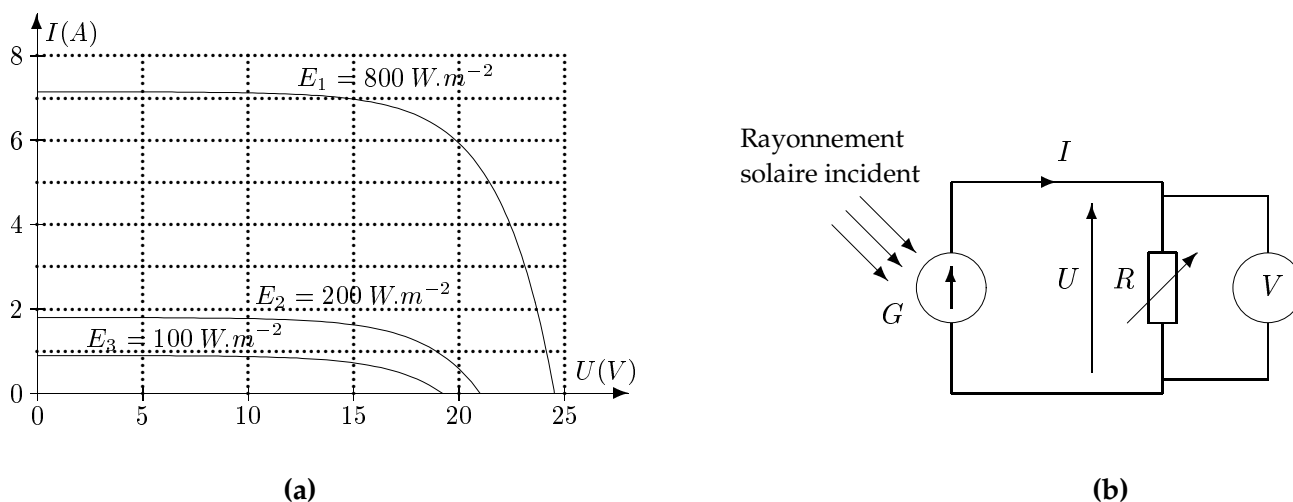 I(A)
8
6
4
2
0
E₁ = 800 W.m⁻²
E₂ = 200 W.m⁻²
E₃ = 100 W.m⁻²
U(V)
0 5 10 15 20 25
(a)
Rayonnement
solaire incident
I
G
U
R
V
(b)